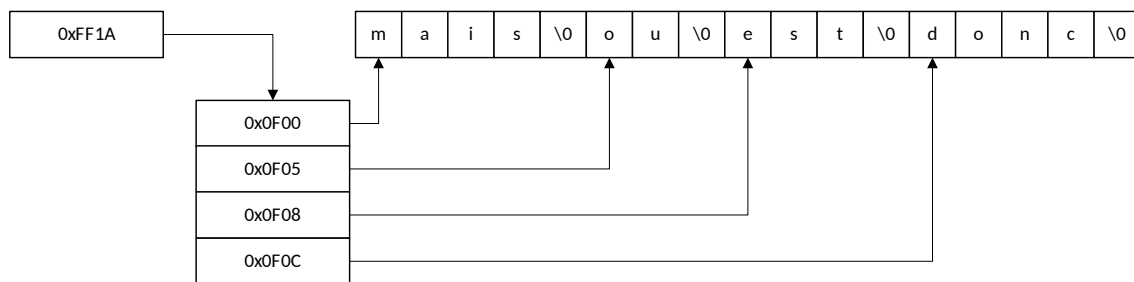 0xFF1A
m a i s \0 o u \0 e s t \0 d o n c \0
0x0F00
0x0F05
0x0F08
0x0F0C